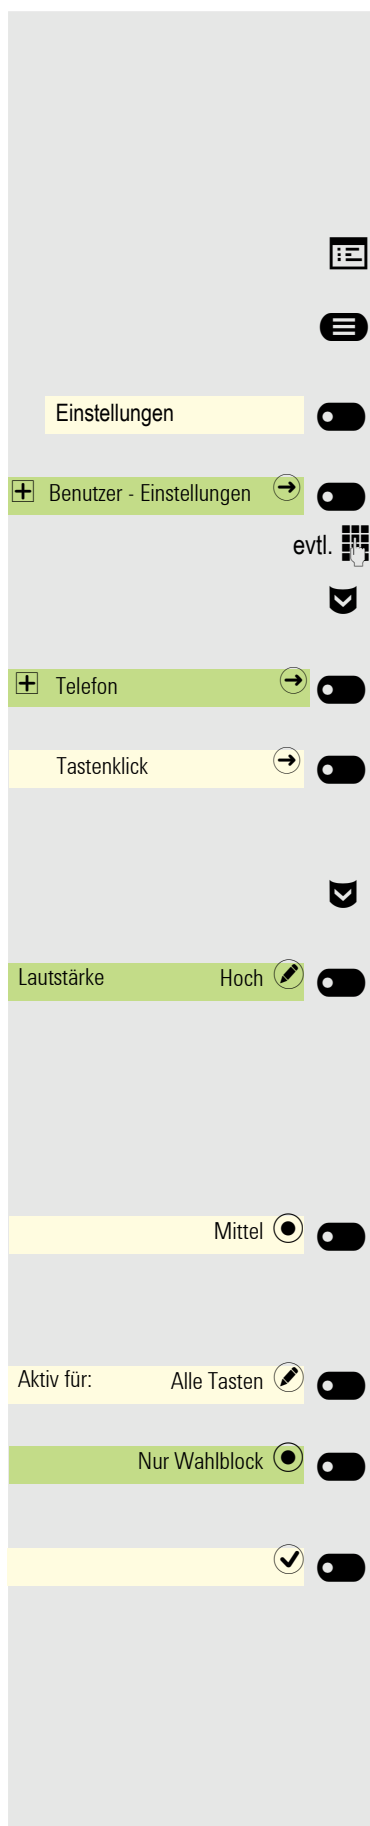 Einstellungen
Benutzer - Einstellungen
evtl.
Telefon
Tastenklick
Lautstärke Hoch
Mittel
Aktiv für: Alle Tasten
Nur Wahlblock